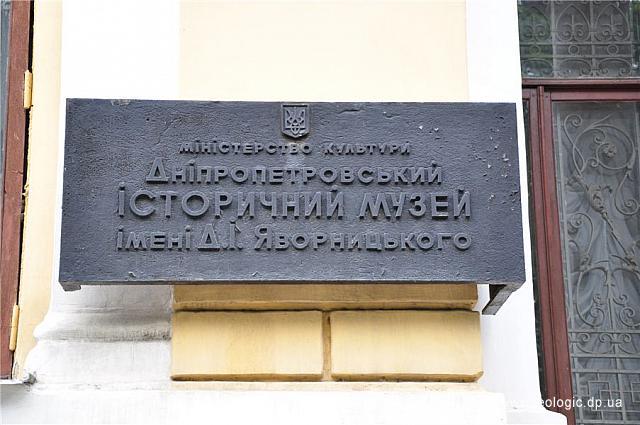 МІНІСТЕРСТВО КУЛЬТУРИ
ДНІПРОПЕТРОВСЬКИЙ
ІСТОРИЧНИЙ МУЗЕЙ
ІМЕНІ Д.І. ЯВОРНИЦЬКОГО